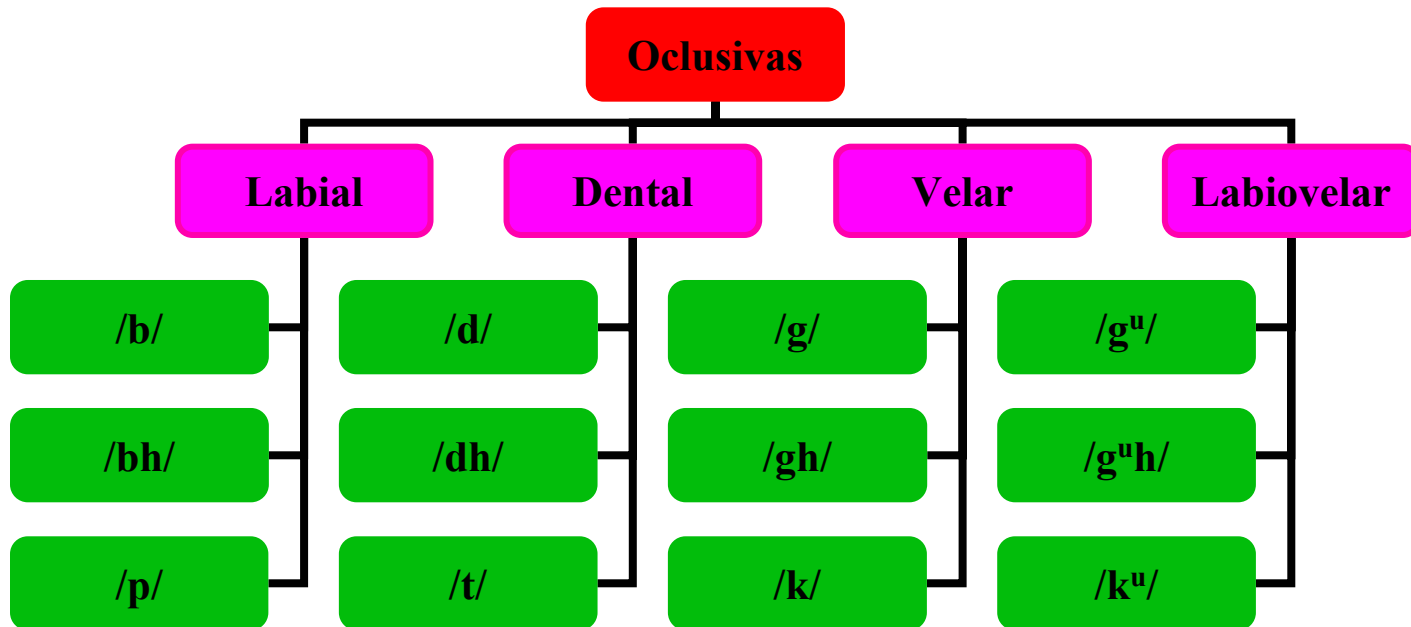 Oclusivas
Labial Dental Velar Labiovelar
/b/ /d/ /g/ /gᵘ/
/bh/ /dh/ /gh/ /gᵘh/
/p/ /t/ /k/ /kᵘ/